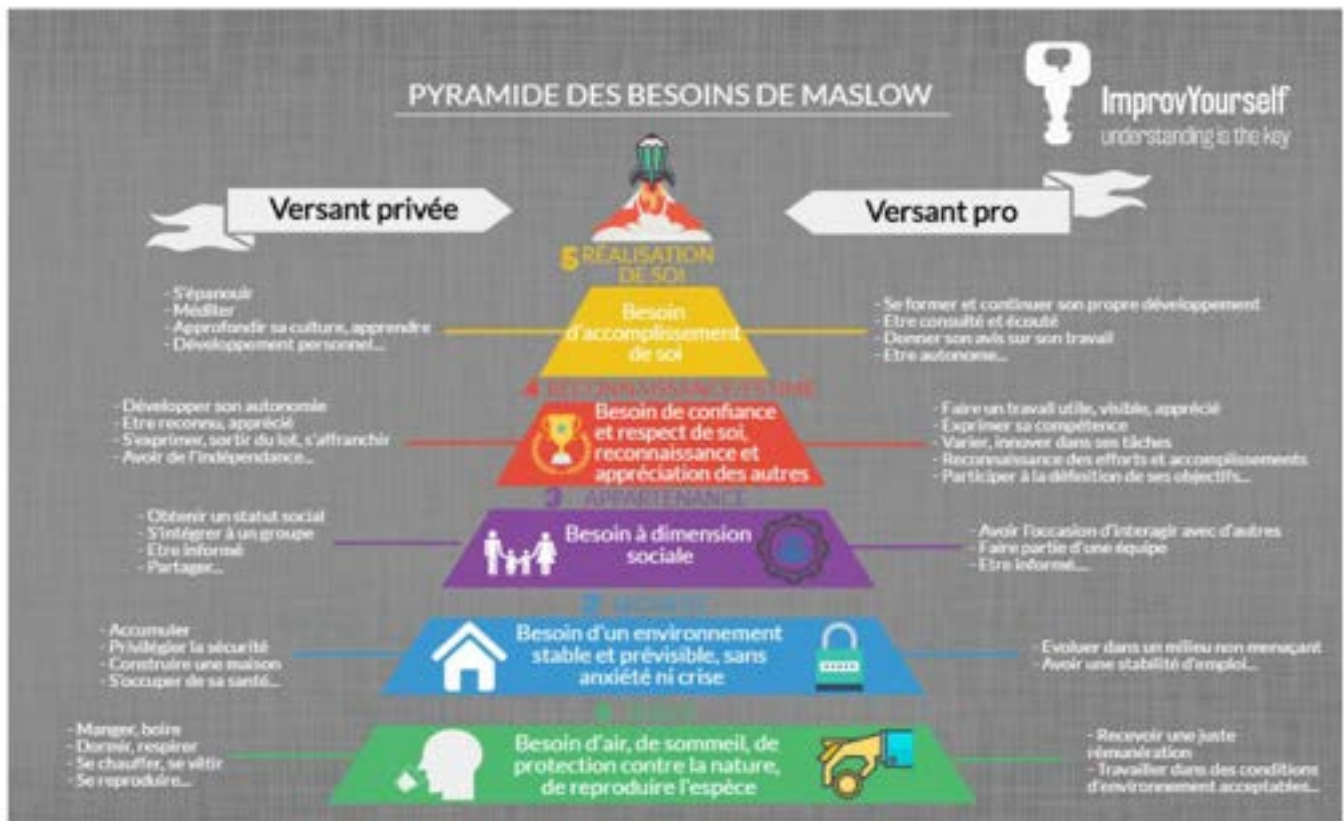 PYRAMIDE DES BESOINS DE MASLOW
ImprovYourself
understanding is the key
Versant privée
Versant pro
5 RÉALISATION
DE SOI
- S'épanouir
- Méditer
- Approfondir sa culture, apprendre
- Développement personnel...
Besoin
d'accomplissement
de soi
- Se former et continuer son propre développement
- Etre consulté et écouté
- Donner son avis sur son travail
- Etre autonome...
4 RECONNAISSANCE/ESTIME
- Développer son autonomie
- Etre reconnu, apprécié
- S'exprimer, sortir du lot, s'affranchir
- Avoir de l'indépendance...
Besoin de confiance
et respect de soi,
reconnaissance et
appréciation des autres
- Faire un travail utile, visible, apprécié
- Exprimer sa compétence
- Varier, innover dans ses tâches
- Reconnaissance des efforts et accomplissements
- Participer à la définition de ses objectifs...
3 APPARTENANCE
- Obtenir un statut social
- S'intégrer à un groupe
- Etre informé
- Partager...
Besoin à dimension
sociale
- Avoir l'occasion d'interagir avec d'autres
- Faire partie d'une équipe
- Etre informé....
2
- Accumuler
- Privilégier la sécurité
- Construire une maison
- S'occuper de sa santé...
Besoin d'un environnement
stable et prévisible, sans
anxiété ni crise
- Evoluer dans un milieu non menaçant
- Avoir une stabilité d'emploi...
- Manger, boire
- Dormir, respirer
- Se chauffer, se vêtir
- Se reproduire...
Besoin d'air, de sommeil, de
protection contre la nature,
de reproduire l'espèce
- Recevoir une juste
rémunération
- Travailler dans des conditions
d'environnement acceptables...